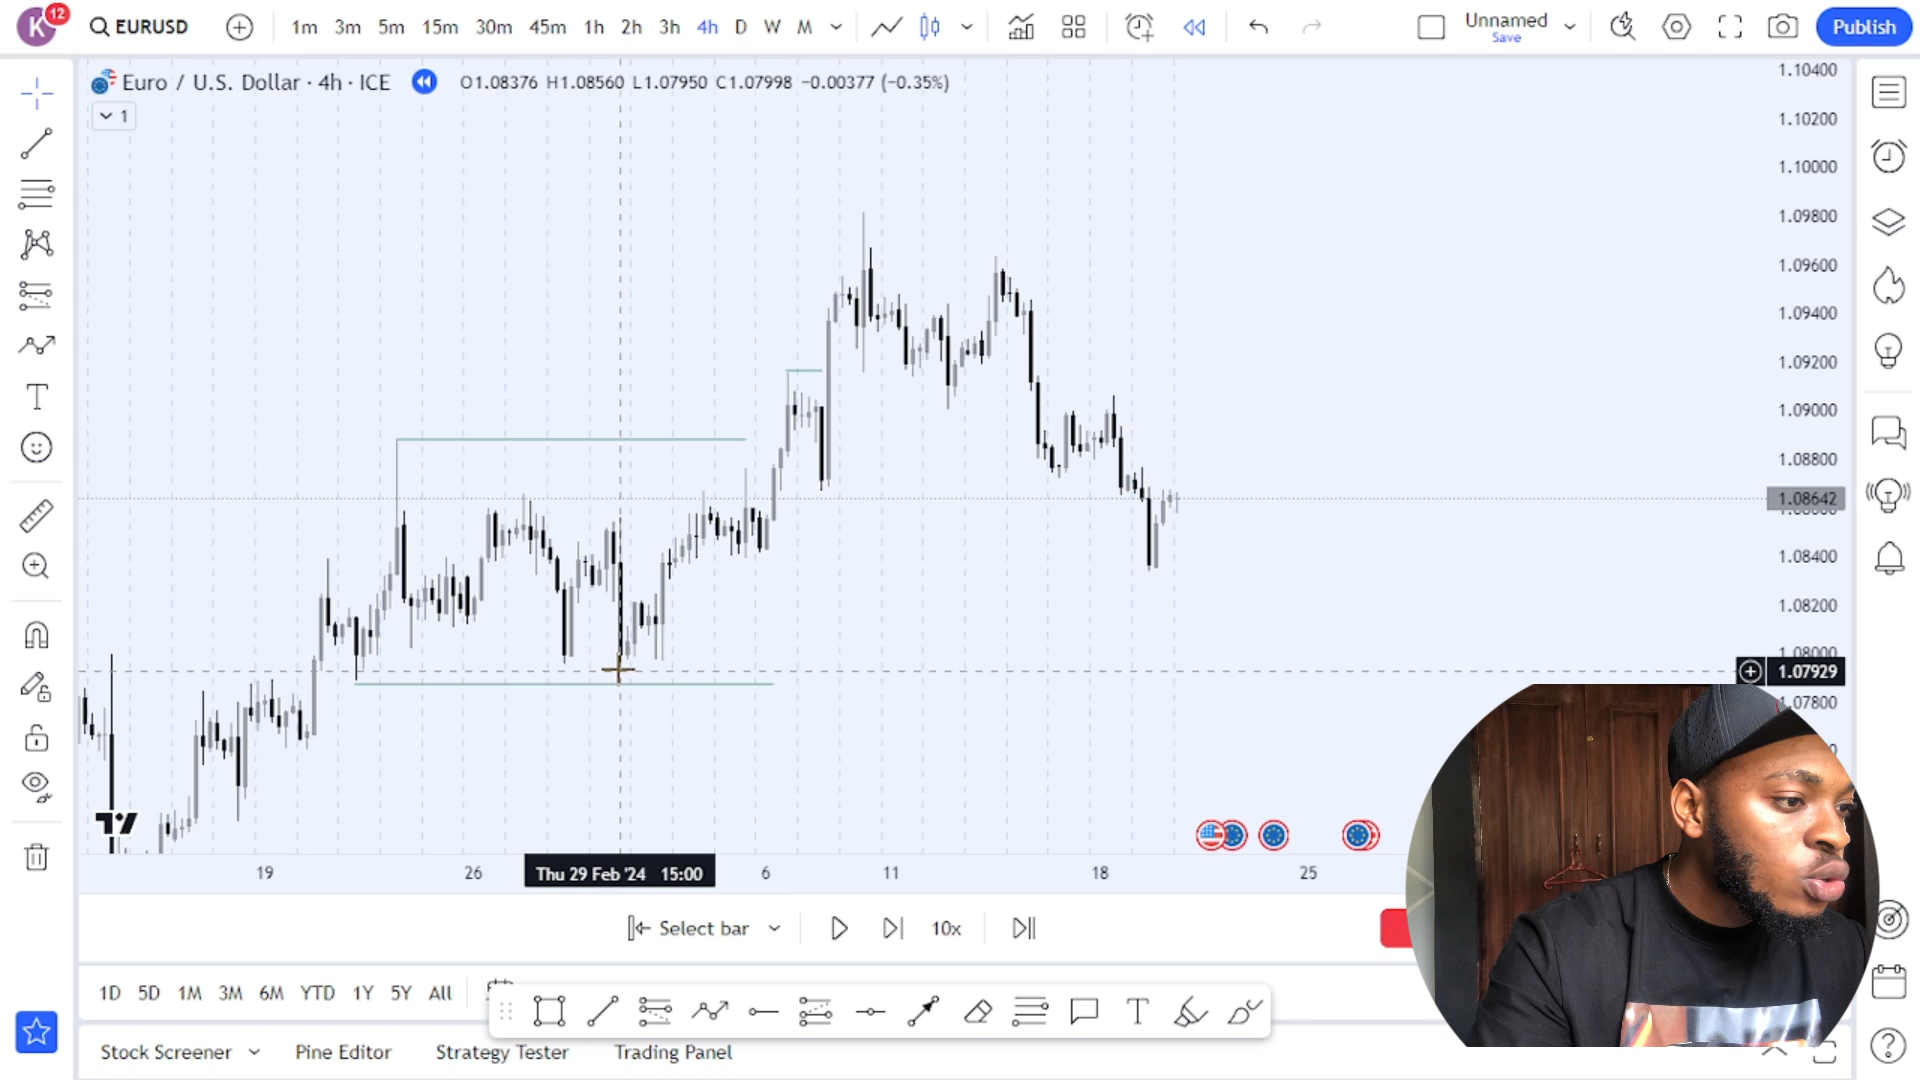 K 12
EURUSD
1m 3m 5m 15m 30m 45m 1h 2h 3h 4h D W M
Unnamed
Save
Publish
Euro / U.S. Dollar · 4h · ICE
O1.08376 H1.08560 L1.07950 C1.07998 −0.00377 (−0.35%)
1
1.10400
1.10200
1.10000
1.09800
1.09600
1.09400
1.09200
1.09000
1.08800
1.08642
1.08400
1.08200
1.08000
1.07929
1.07800
19
26
Thu 29 Feb '24 15:00
6
11
18
25
Select bar
10x
1D 5D 1M 3M 6M YTD 1Y 5Y All
T
Stock Screener
Pine Editor
Strategy Tester
Trading Panel